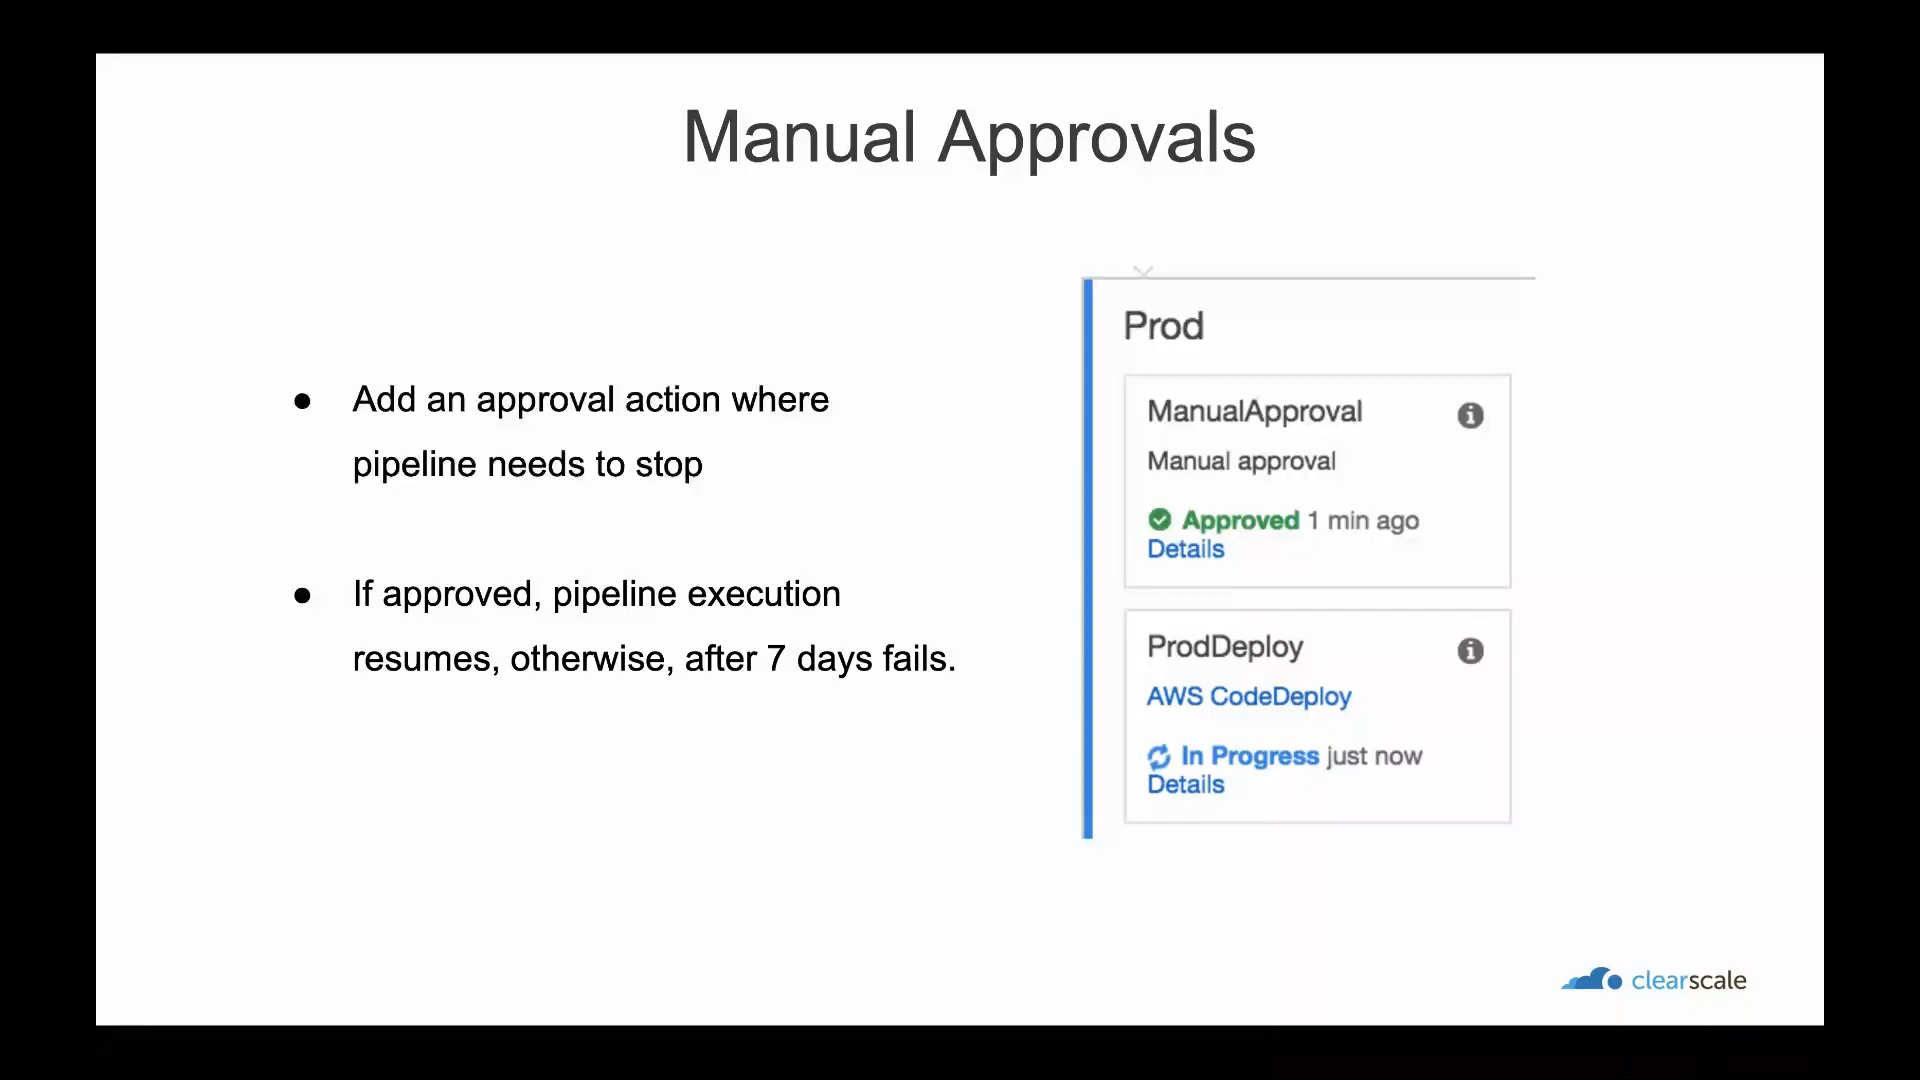 Manual Approvals
● Add an approval action where
pipeline needs to stop
● If approved, pipeline execution
resumes, otherwise, after 7 days fails.
Prod
ManualApproval
Manual approval
Approved 1 min ago
Details
ProdDeploy
AWS CodeDeploy
In Progress just now
Details
clearscale